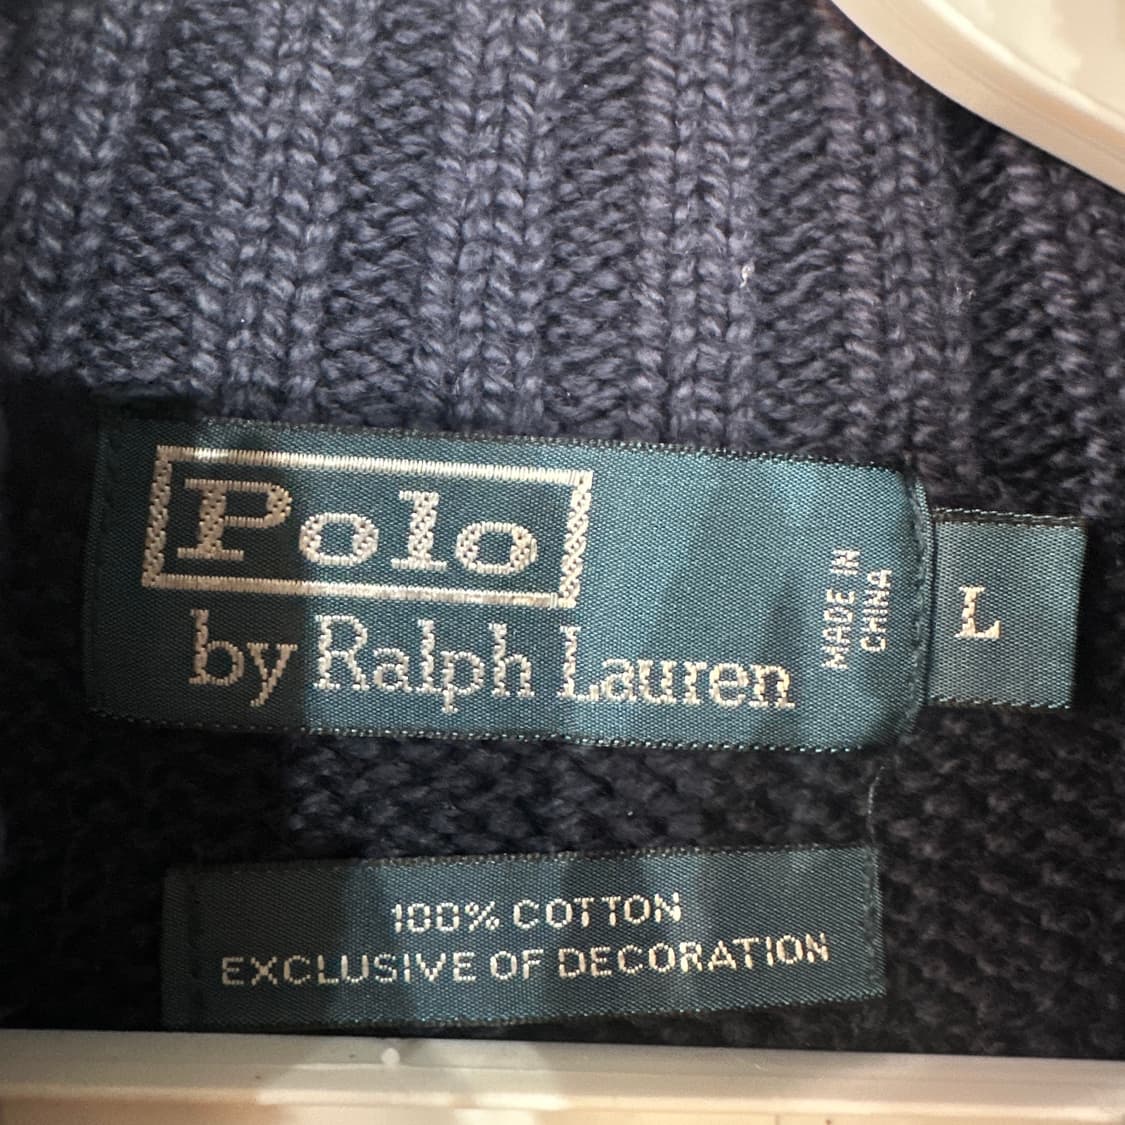 Polo
by Ralph Lauren
MADE IN
CHINA
L
100% COTTON
EXCLUSIVE OF DECORATION